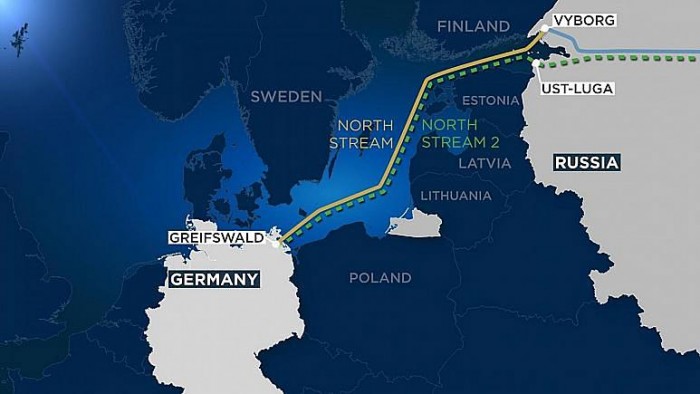 FINLAND
VYBORG
SWEDEN
ESTONIA
UST-LUGA
NORTH
STREAM
NORTH
STREAM 2
LATVIA
RUSSIA
LITHUANIA
GREIFSWALD
GERMANY
POLAND